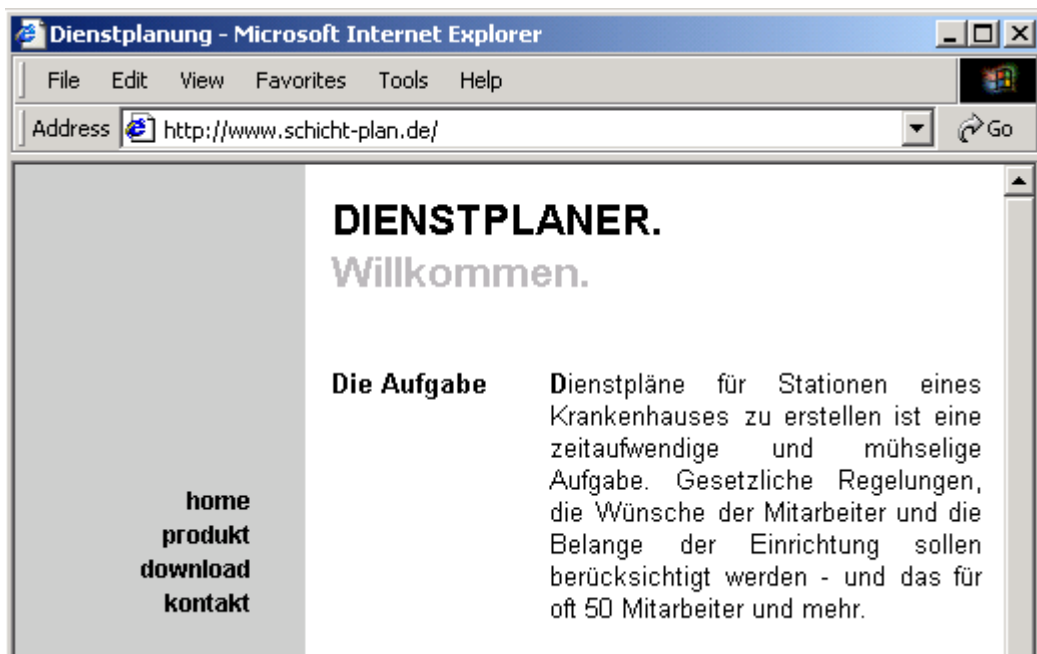 Dienstplanung - Microsoft Internet Explorer
File Edit View Favorites Tools Help
Address http://www.schicht-plan.de/ Go
DIENSTPLANER.
Willkommen.
home
produkt
download
kontakt
Die Aufgabe
Dienstpläne für Stationen eines
Krankenhauses zu erstellen ist eine
zeitaufwendige und mühselige
Aufgabe. Gesetzliche Regelungen,
die Wünsche der Mitarbeiter und die
Belange der Einrichtung sollen
berücksichtigt werden - und das für
oft 50 Mitarbeiter und mehr.